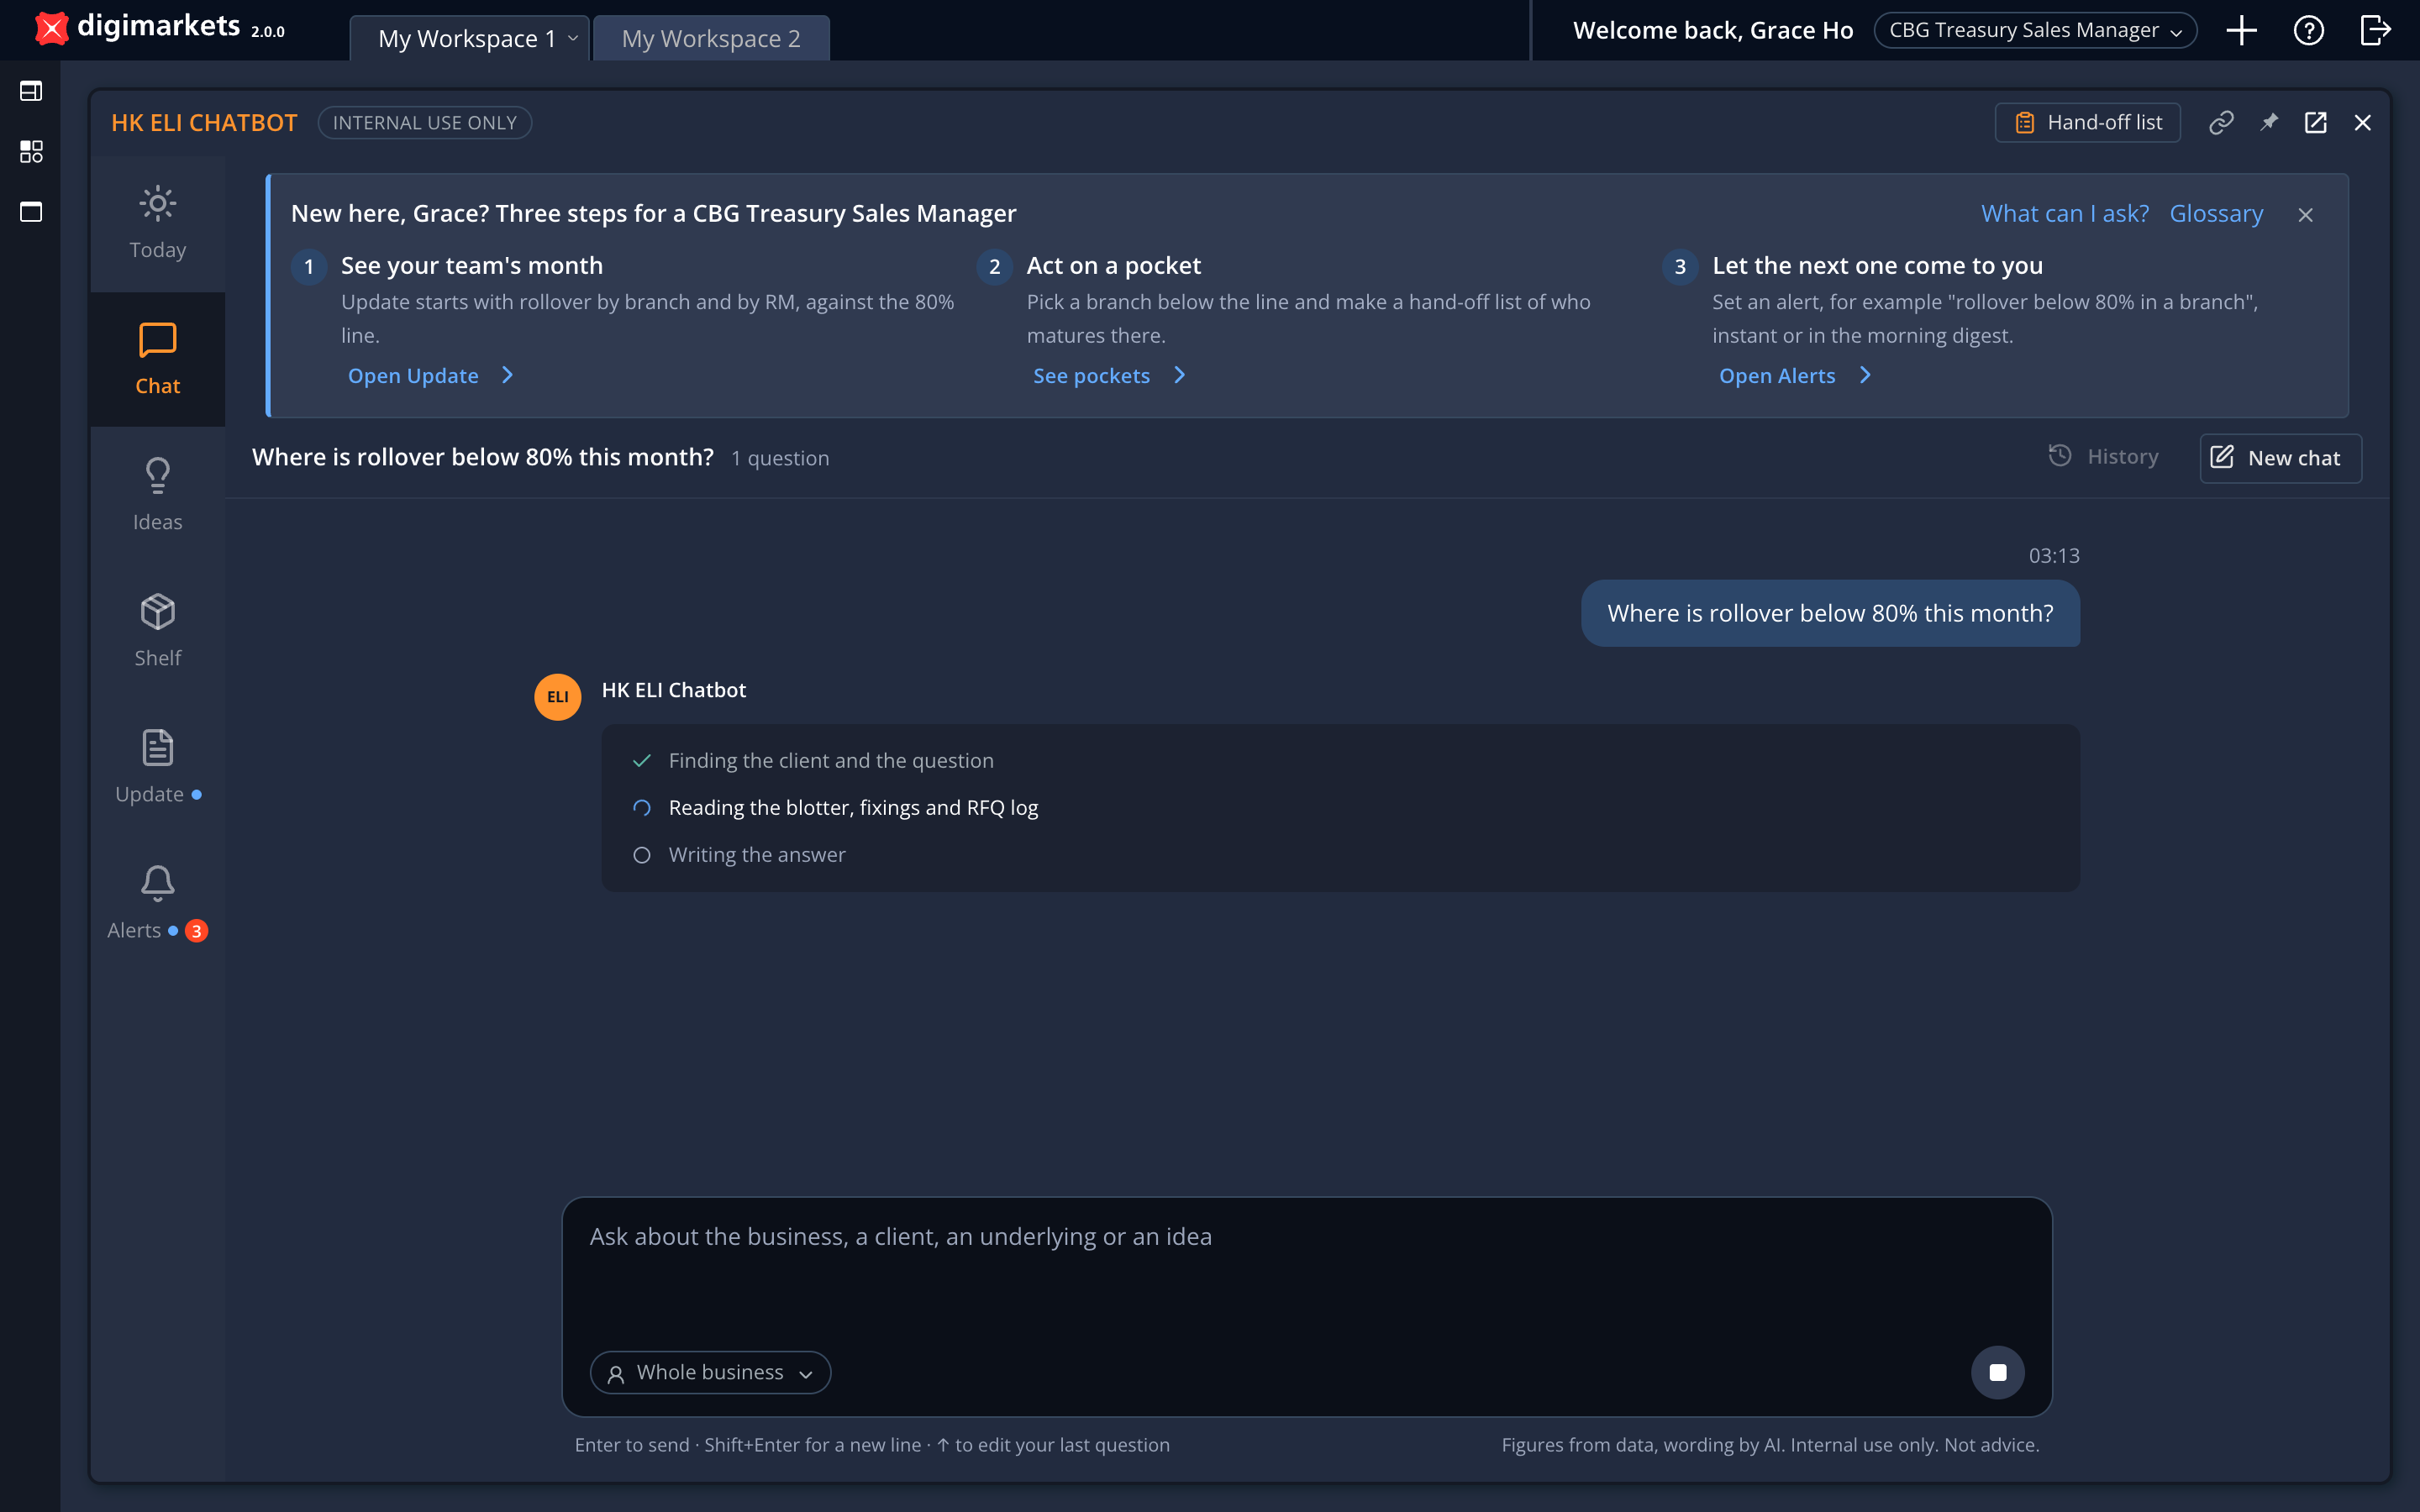 digimarkets 2.0.0
My Workspace 1
My Workspace 2
Welcome back, Grace Ho
CBG Treasury Sales Manager
HK ELI CHATBOT
INTERNAL USE ONLY
Hand-off list
Today
Chat
Ideas
Shelf
Update
Alerts
3
New here, Grace? Three steps for a CBG Treasury Sales Manager
What can I ask?
Glossary
1
See your team's month
Update starts with rollover by branch and by RM, against the 80%
line.
Open Update
2
Act on a pocket
Pick a branch below the line and make a hand-off list of who
matures there.
See pockets
3
Let the next one come to you
Set an alert, for example "rollover below 80% in a branch",
instant or in the morning digest.
Open Alerts
Where is rollover below 80% this month?
1 question
History
New chat
03:13
Where is rollover below 80% this month?
ELI
HK ELI Chatbot
Finding the client and the question
Reading the blotter, fixings and RFQ log
Writing the answer
Ask about the business, a client, an underlying or an idea
Whole business
Enter to send · Shift+Enter for a new line · ↑ to edit your last question
Figures from data, wording by AI. Internal use only. Not advice.